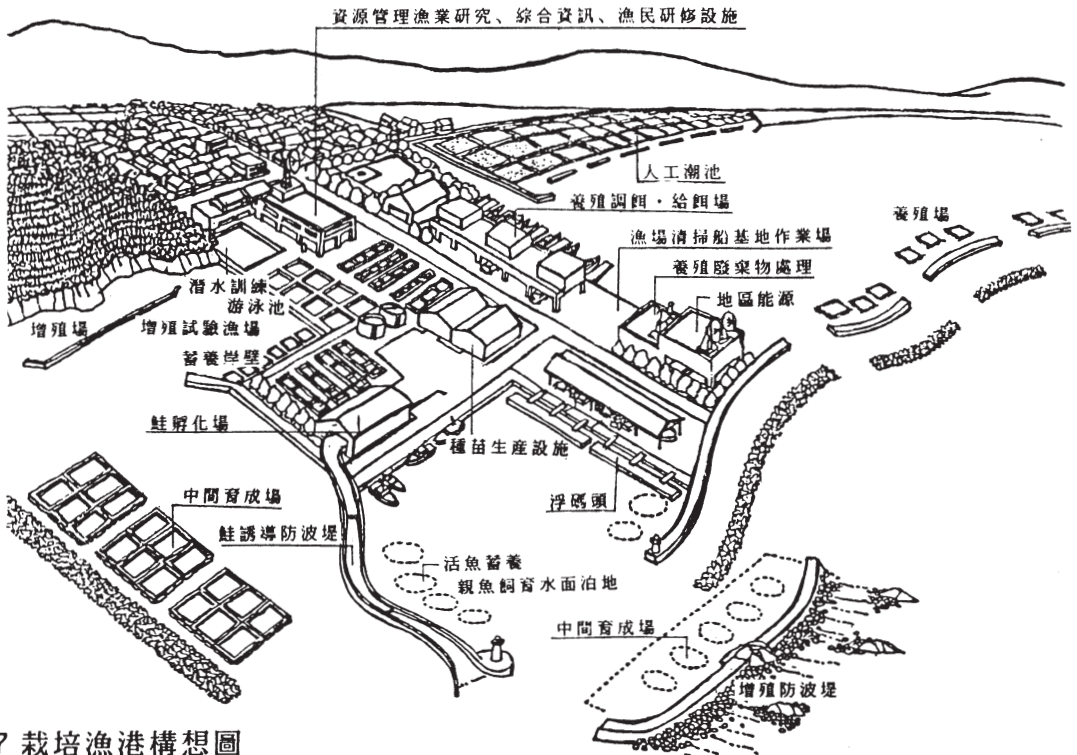 資源管理漁業研究、綜合資訊、漁民研修設施
人工潮池
養殖調餌・給餌場
養殖場
漁場清掃船基地作業場
養殖廢棄物處理
地區能源
潛水訓練
游泳池
增殖場
增殖試驗漁場
蓄養岸壁
鮭孵化場
種苗生産設施
浮碼頭
中間育成場
鮭誘導防波堤
活魚蓄養
親魚飼育水面泊地
中間育成場
增殖防波堤
7 栽培漁港構想圖